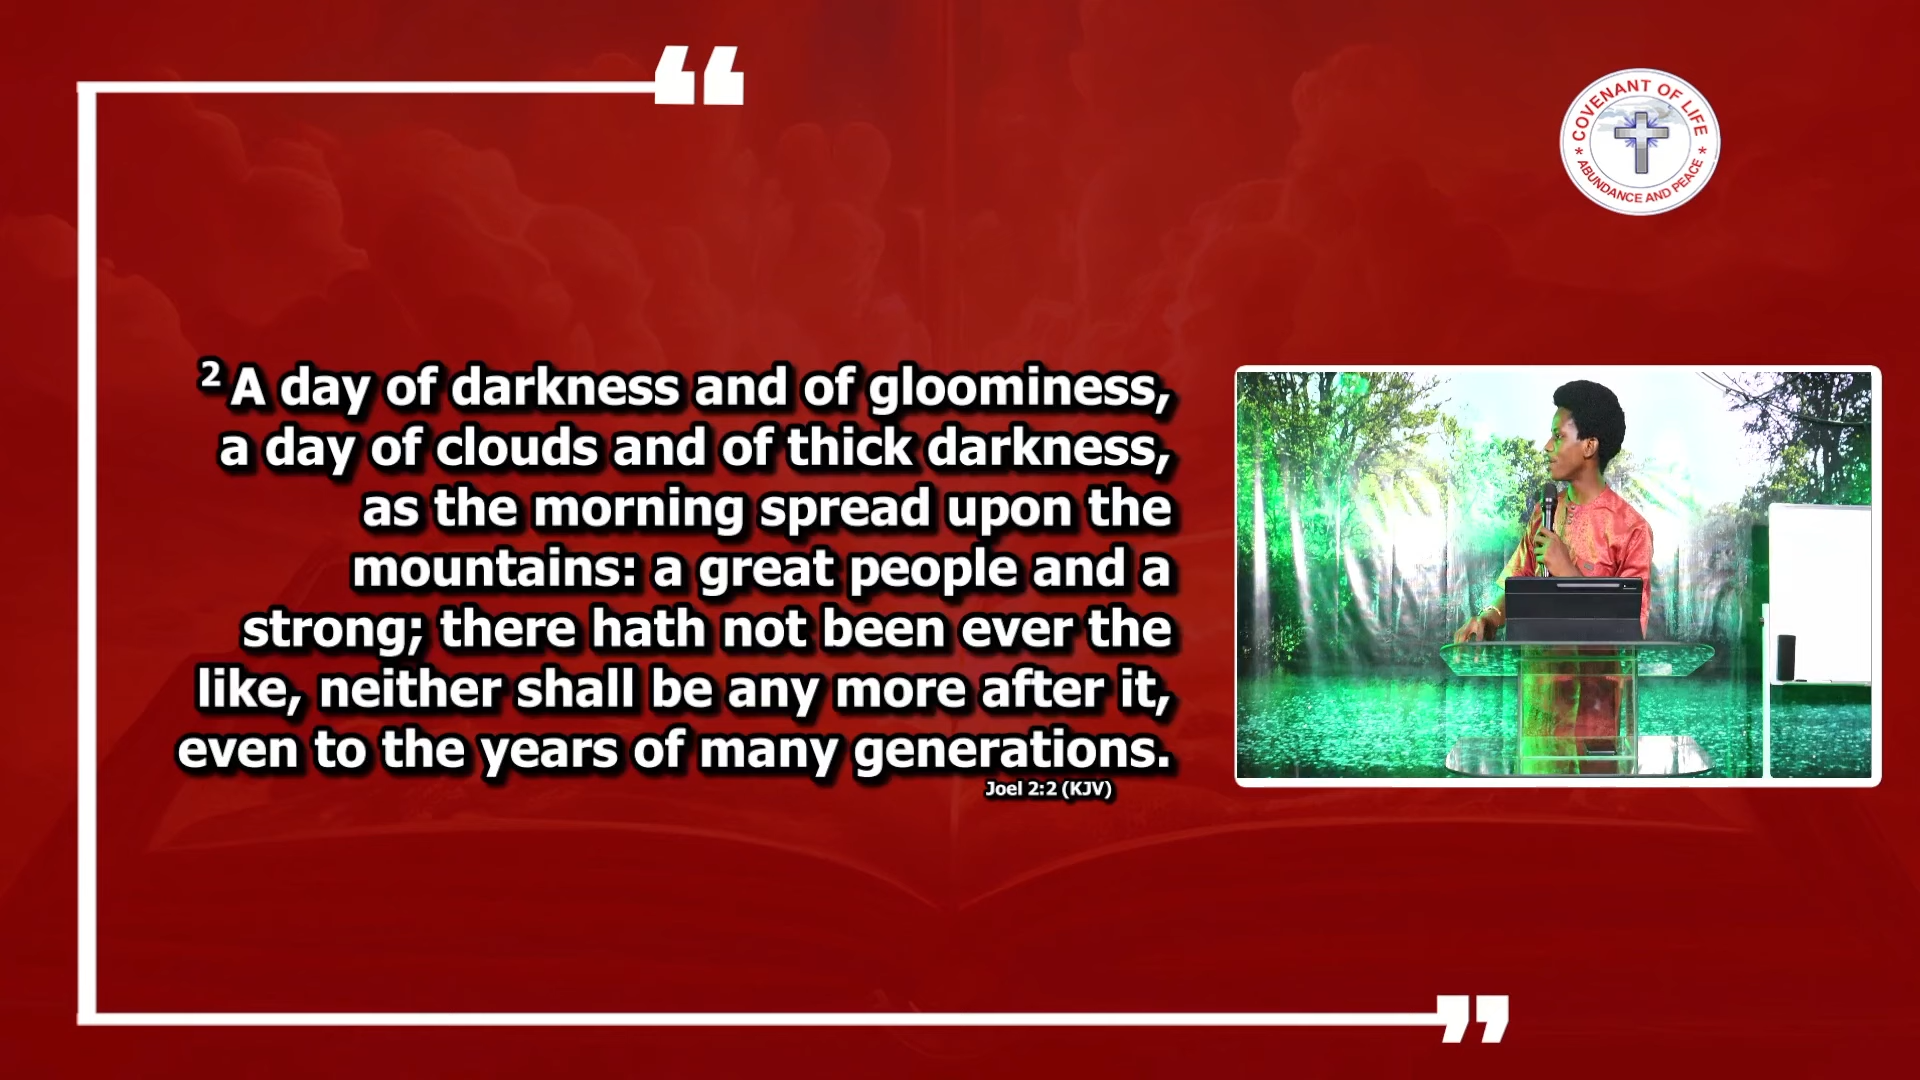 COVENANT OF LIFE
* ABUNDANCE AND PEACE *
2 A day of darkness and of gloominess,
a day of clouds and of thick darkness,
as the morning spread upon the
mountains: a great people and a
strong; there hath not been ever the
like, neither shall be any more after it,
even to the years of many generations.
Joel 2:2 (KJV)